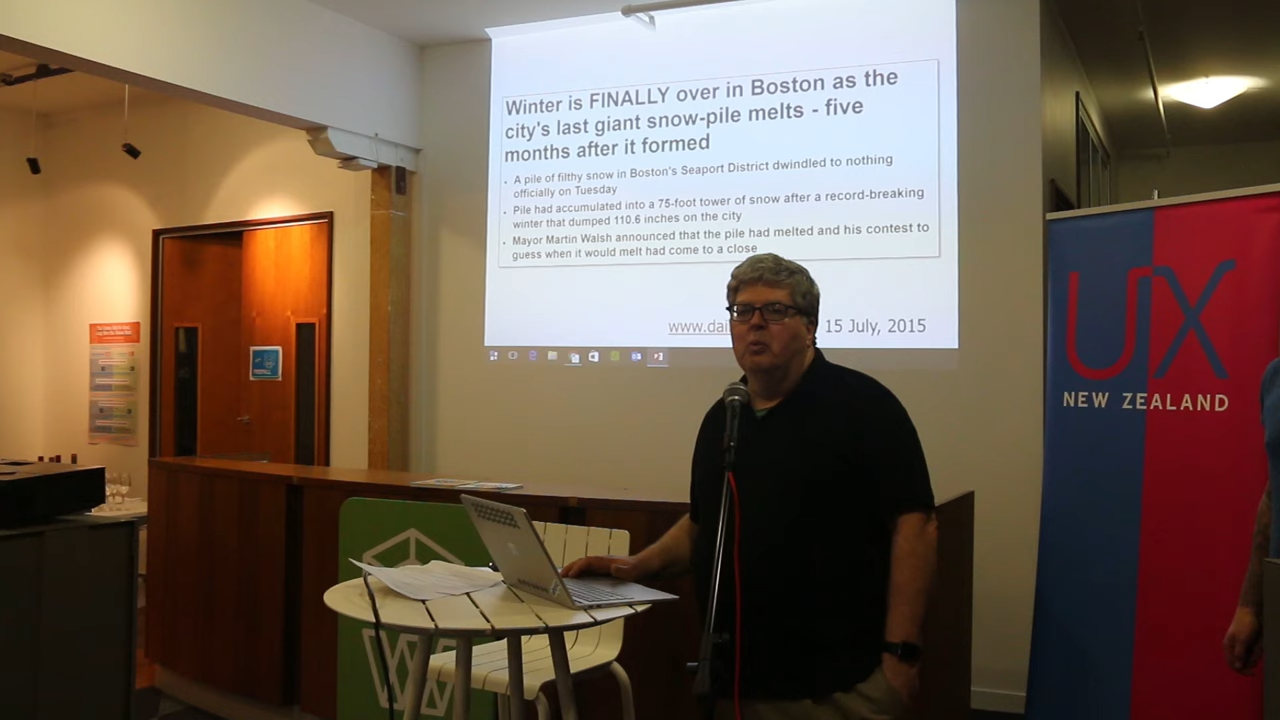 Winter is FINALLY over in Boston as the
city's last giant snow-pile melts - five
months after it formed
• A pile of filthy snow in Boston's Seaport District dwindled to nothing
officially on Tuesday
• Pile had accumulated into a 75-foot tower of snow after a record-breaking
winter that dumped 110.6 inches on the city
• Mayor Martin Walsh announced that the pile had melted and his contest to
guess when it would melt had come to a close
15 July, 2015
UX
NEW ZEALAND